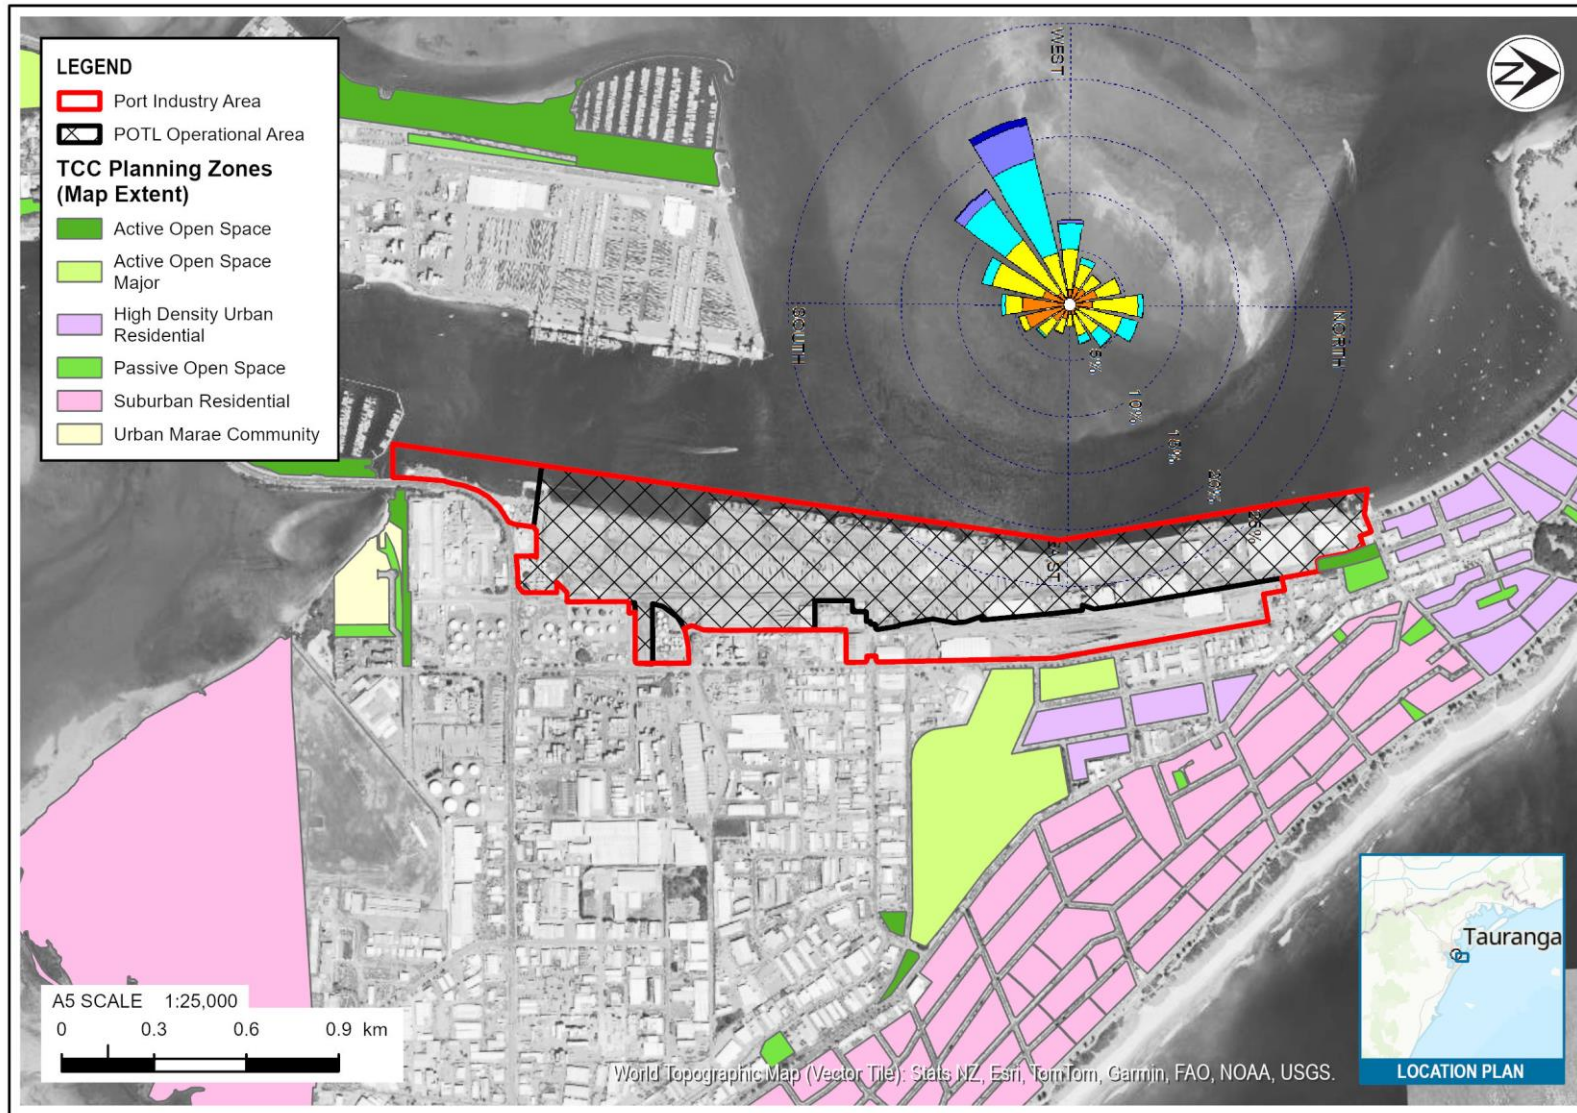 LEGEND
Port Industry Area
POTL Operational Area
TCC Planning Zones
(Map Extent)
Active Open Space
Active Open Space
Major
High Density Urban
Residential
Passive Open Space
Suburban Residential
Urban Marae Community
N
WEST
SOUTH
NORTH
EAST
5%
10%
15%
20%
25%
A5 SCALE 1:25,000
0 0.3 0.6 0.9 km
World Topographic Map (Vector Tile): Stats NZ, Esri, TomTom, Garmin, FAO, NOAA, USGS.
Tauranga
LOCATION PLAN